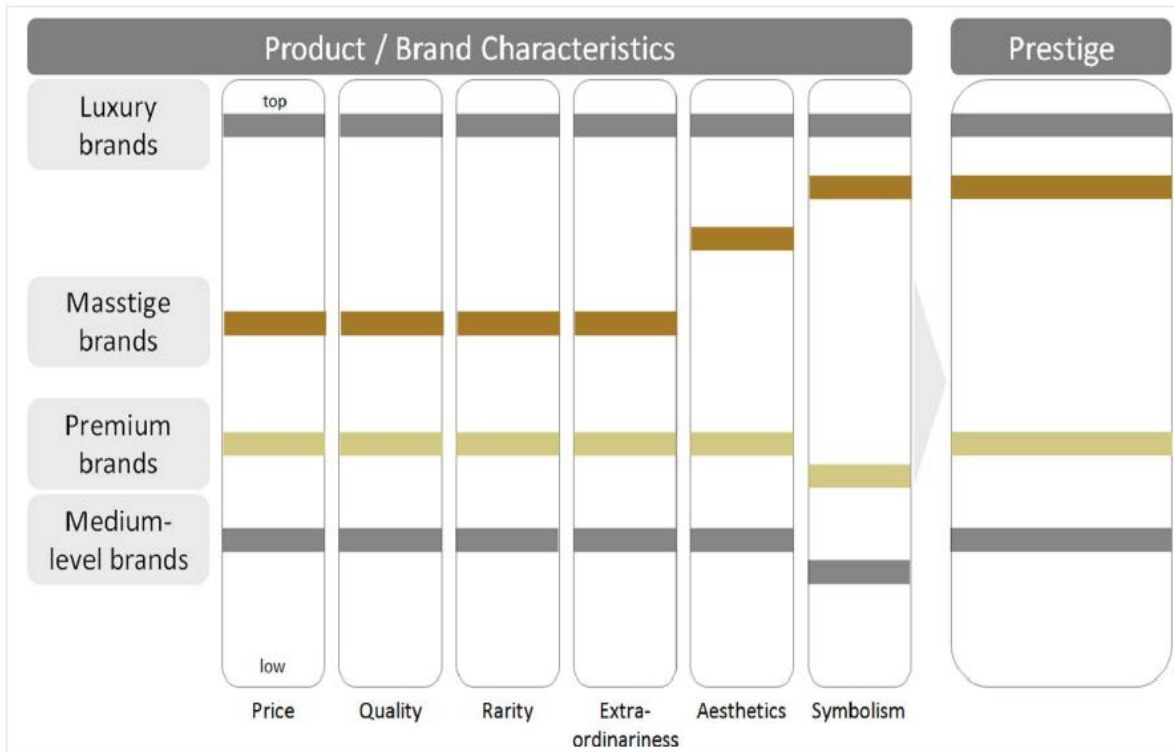 Product / Brand Characteristics
Prestige
Luxury
brands
top
Masstige
brands
Premium
brands
Medium-
level brands
low
Price
Quality
Rarity
Extra-
ordinariness
Aesthetics
Symbolism